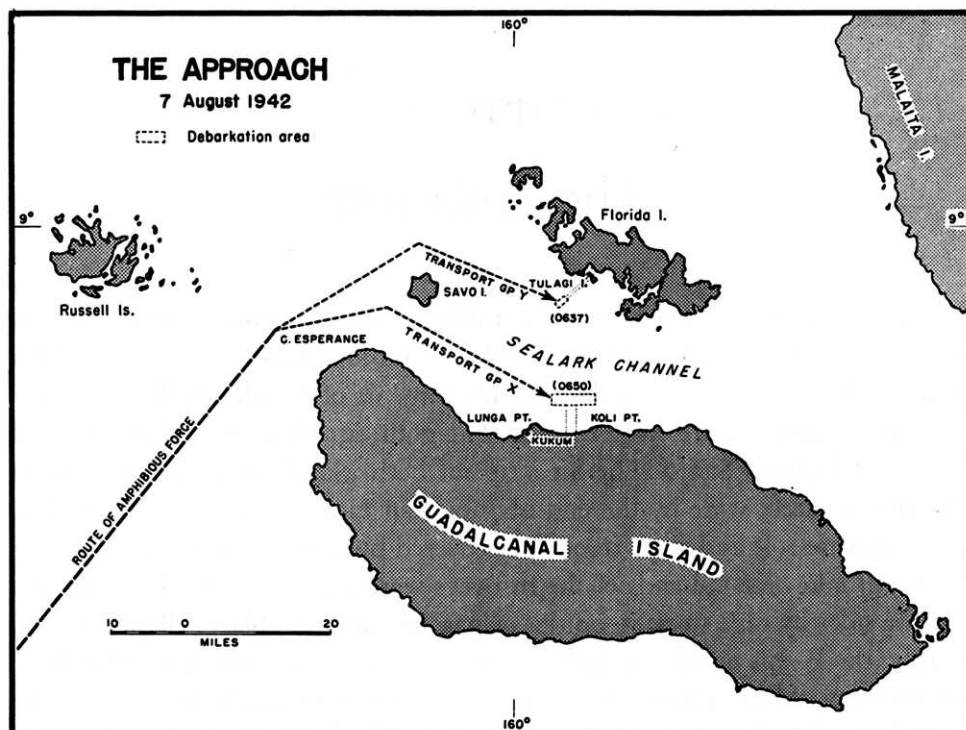 160°
THE APPROACH
7 August 1942
Debarkation area
MALAITA I.
9°
Florida I.
9°
TRANSPORT GP Y
TULAGI I.
SAVO I.
Russell Is.
(0637)
C. ESPERANCE
SEALARK CHANNEL
TRANSPORT GP X
(0650)
LUNGA PT.
KOLI PT.
KUKUM
ROUTE OF AMPHIBIOUS FORCE
GUADALCANAL ISLAND
10 0 20
MILES
160°